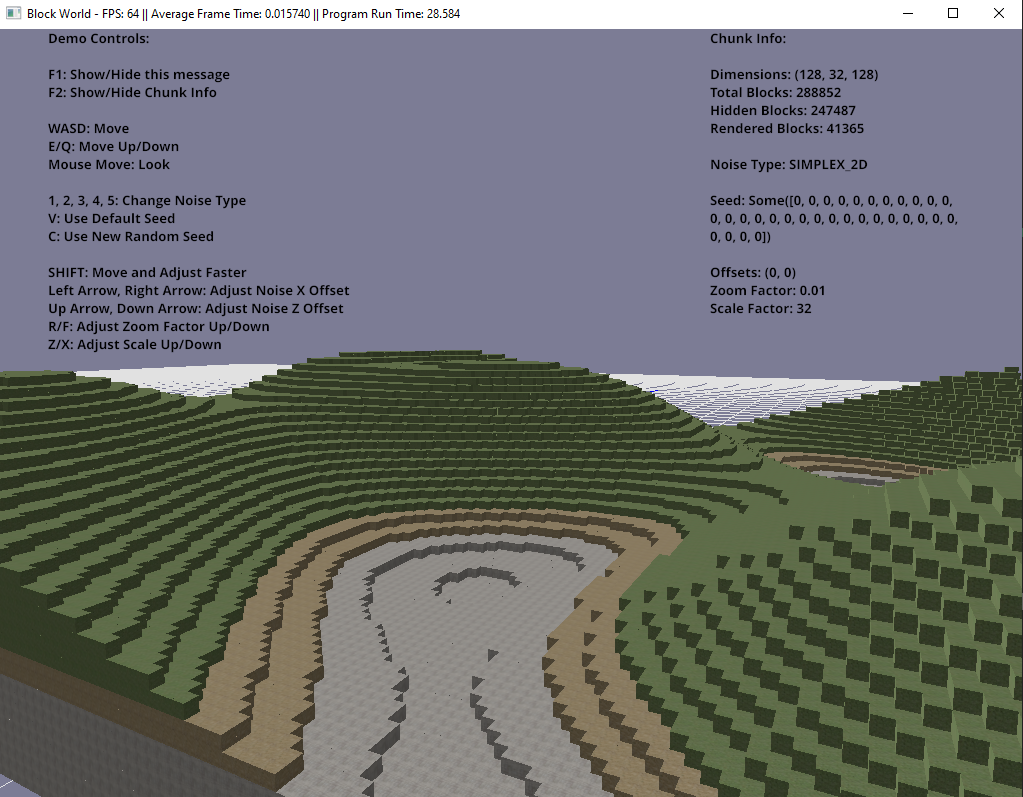 Block World - FPS: 64 || Average Frame Time: 0.015740 || Program Run Time: 28.584
Demo Controls:
F1: Show/Hide this message
F2: Show/Hide Chunk Info
WASD: Move
E/Q: Move Up/Down
Mouse Move: Look
1, 2, 3, 4, 5: Change Noise Type
V: Use Default Seed
C: Use New Random Seed
SHIFT: Move and Adjust Faster
Left Arrow, Right Arrow: Adjust Noise X Offset
Up Arrow, Down Arrow: Adjust Noise Z Offset
R/F: Adjust Zoom Factor Up/Down
Z/X: Adjust Scale Up/Down
Chunk Info:
Dimensions: (128, 32, 128)
Total Blocks: 288852
Hidden Blocks: 247487
Rendered Blocks: 41365
Noise Type: SIMPLEX_2D
Seed: Some([0, 0, 0, 0, 0, 0, 0, 0, 0, 0, 0,
0, 0, 0, 0, 0, 0, 0, 0, 0, 0, 0, 0, 0, 0, 0, 0, 0,
0, 0, 0, 0])
Offsets: (0, 0)
Zoom Factor: 0.01
Scale Factor: 32